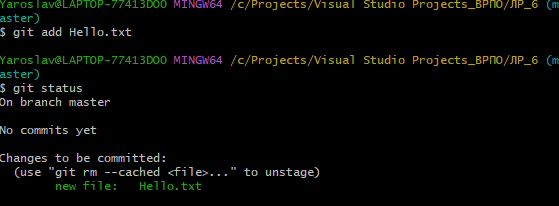 Yaroslav@LAPTOP-77413DOO MINGW64 /c/Projects/Visual Studio Projects_ВРПО/ЛР_6 (m
aster)
$ git add Hello.txt
Yaroslav@LAPTOP-77413DOO MINGW64 /c/Projects/Visual Studio Projects_ВРПО/ЛР_6 (m
aster)
$ git status
On branch master
No commits yet
Changes to be committed:
  (use "git rm --cached <file>..." to unstage)
        new file:   Hello.txt